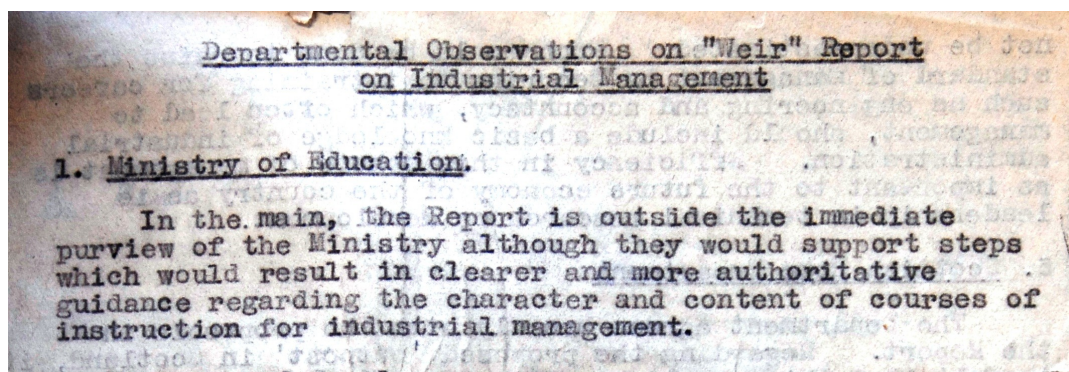 Departmental Observations on "Weir" Report
on Industrial Management
1. Ministry of Education.
In the main, the Report is outside the immediate
purview of the Ministry although they would support steps
which would result in clearer and more authoritative
guidance regarding the character and content of courses of
instruction for industrial management.